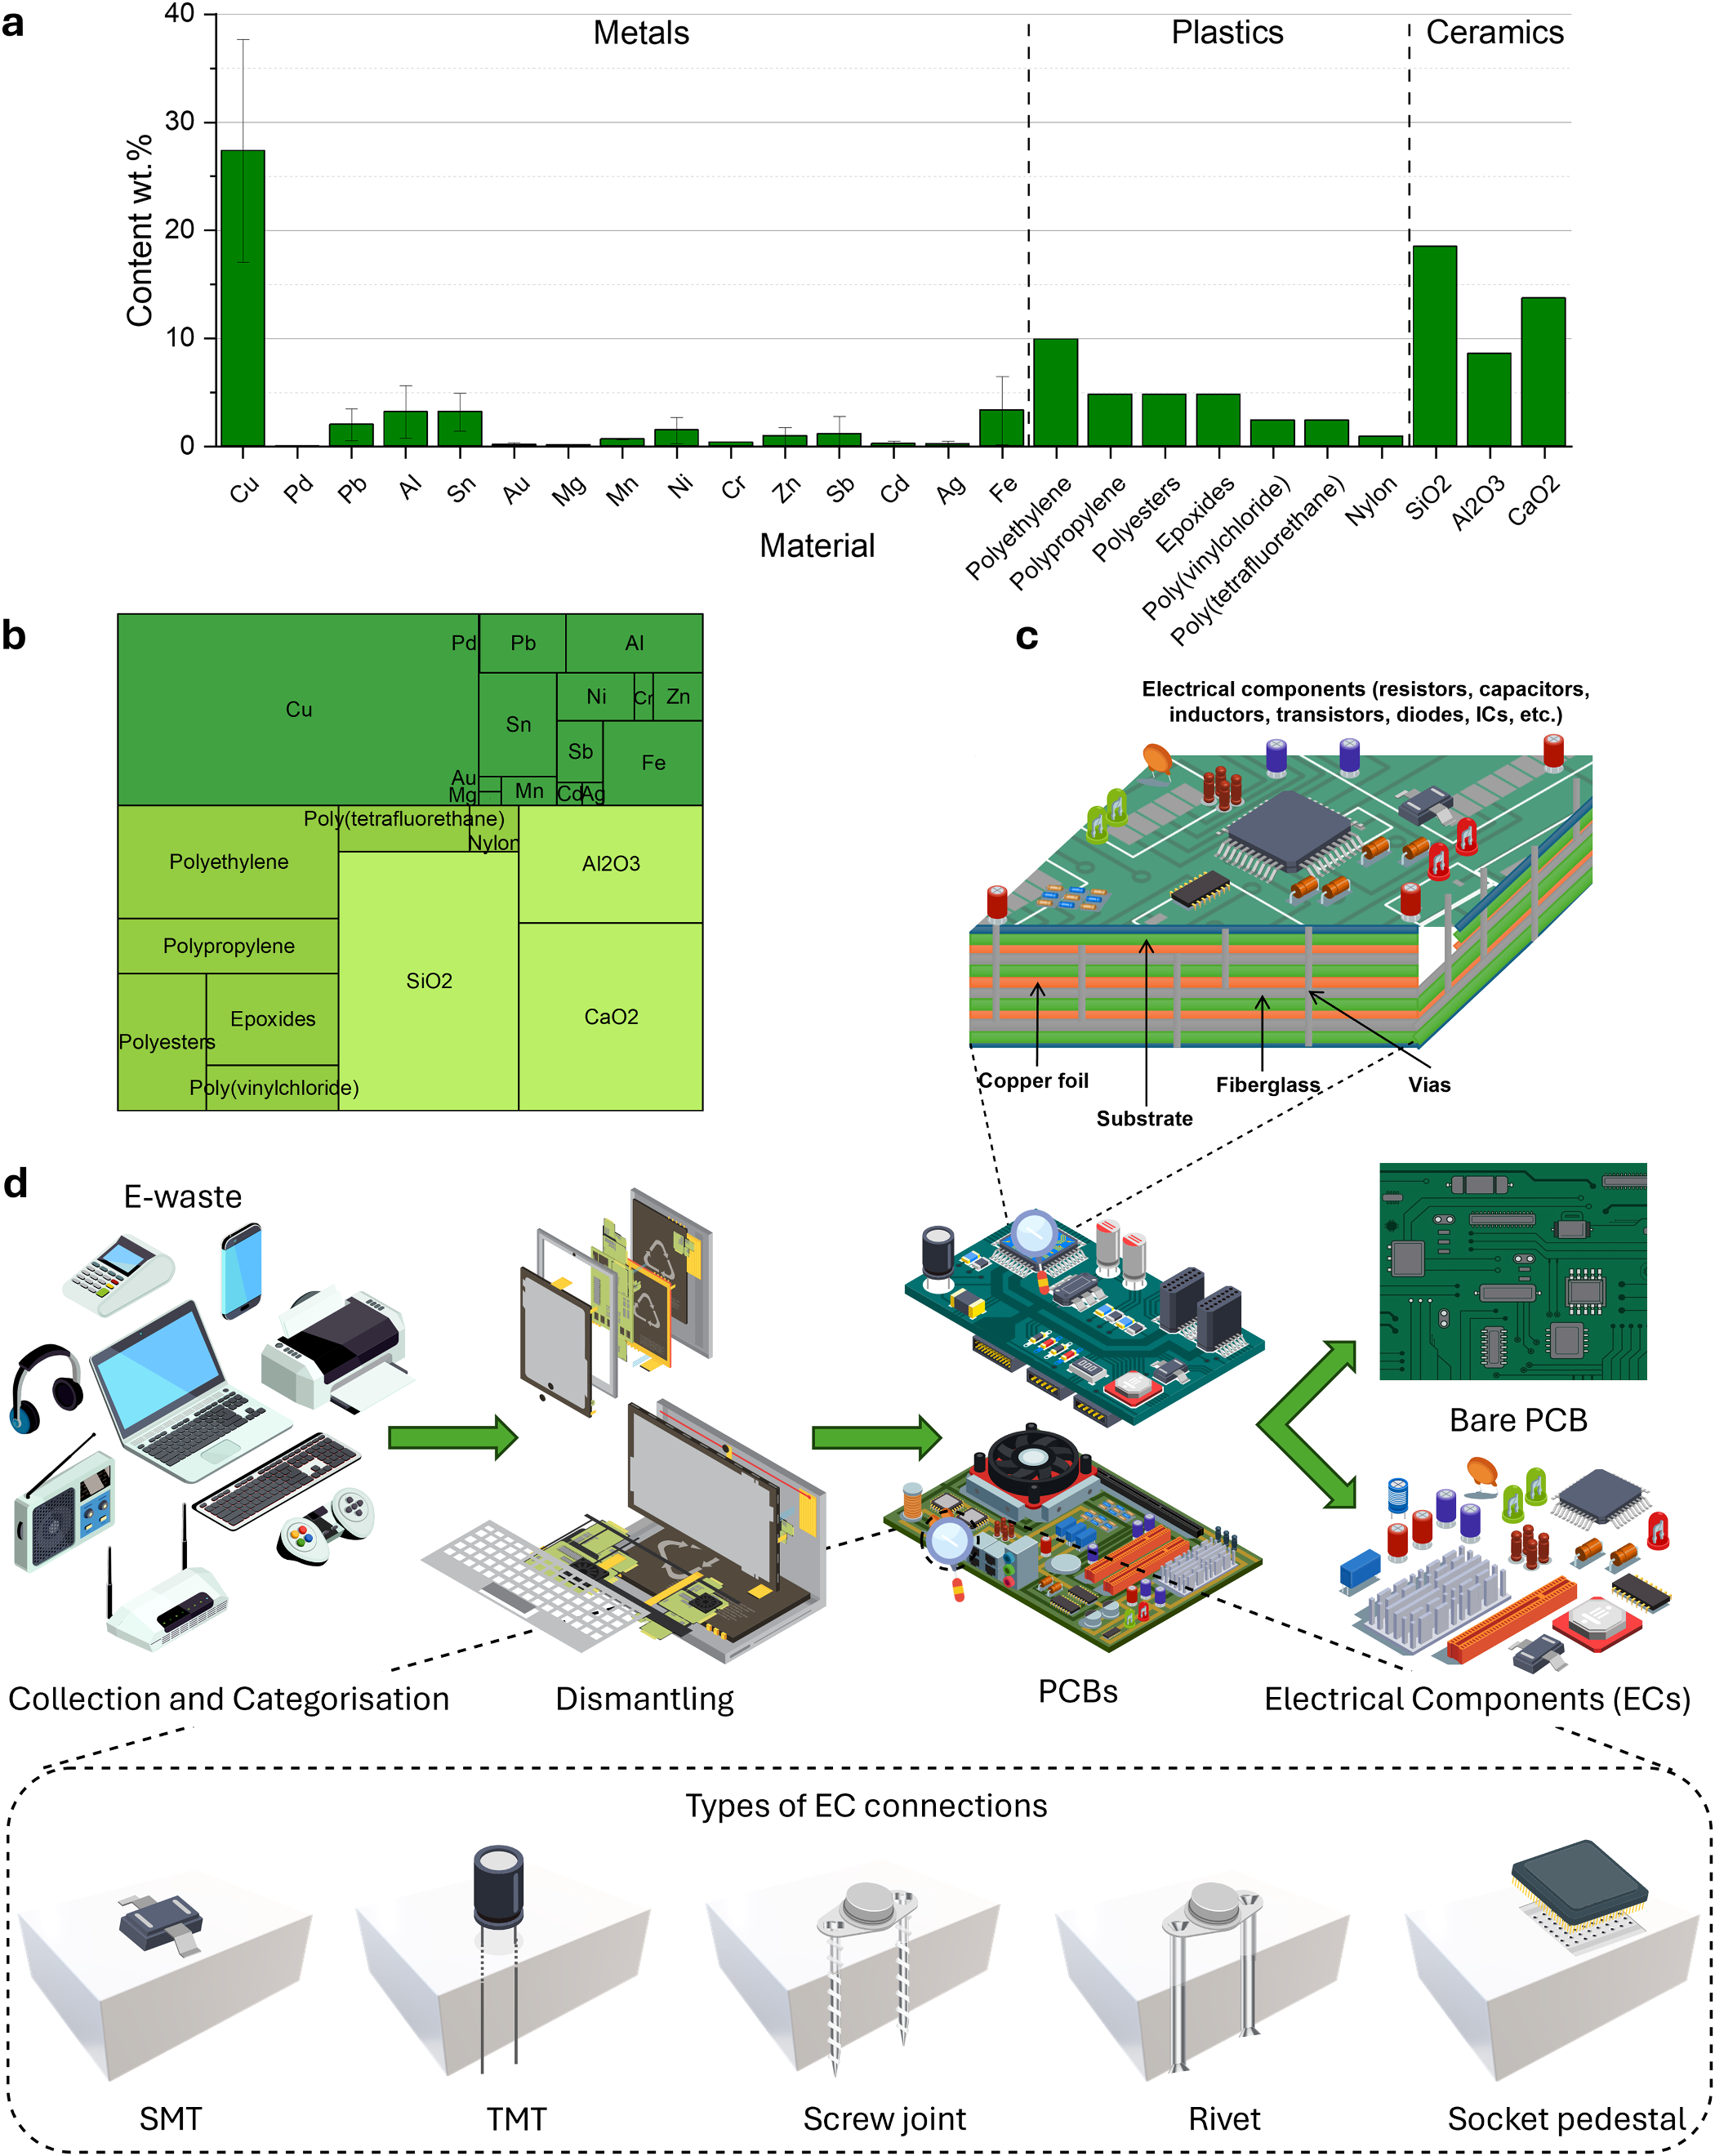 a
40
30
20
10
0
Content wt.%
Metals
Plastics
Ceramics
Cu
Pd
Pb
Al
Sn
Au
Mg
Mn
Ni
Cr
Zn
Sb
Cd
Ag
Fe
Polyethylene
Polypropylene
Polyesters
Epoxides
Poly(vinylchloride)
Poly(tetrafluorethane)
Nylon
SiO2
Al2O3
CaO2
Material
b
Cu
Pd
Pb
Al
Sn
Ni
Cr
Zn
Sb
Fe
Au
Mg
Mn
Cd
Ag
Polyethylene
Poly(tetrafluorethane)
Nylon
Al2O3
Polypropylene
SiO2
Polyesters
Epoxides
CaO2
Poly(vinylchloride)
c
Electrical components (resistors, capacitors,
inductors, transistors, diodes, ICs, etc.)
Copper foil
Substrate
Fiberglass
Vias
d
E-waste
Bare PCB
Collection and Categorisation
Dismantling
PCBs
Electrical Components (ECs)
Types of EC connections
SMT
TMT
Screw joint
Rivet
Socket pedestal